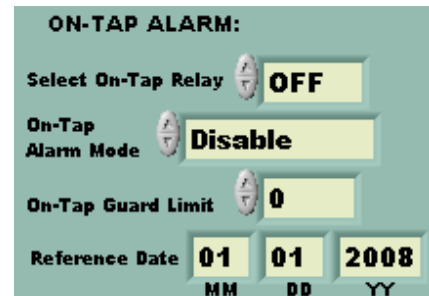 ON-TAP ALARM:
Select On-Tap Relay OFF
On-Tap
Alarm Mode Disable
On-Tap Guard Limit 0
Reference Date 01 01 2008
MM DD YY